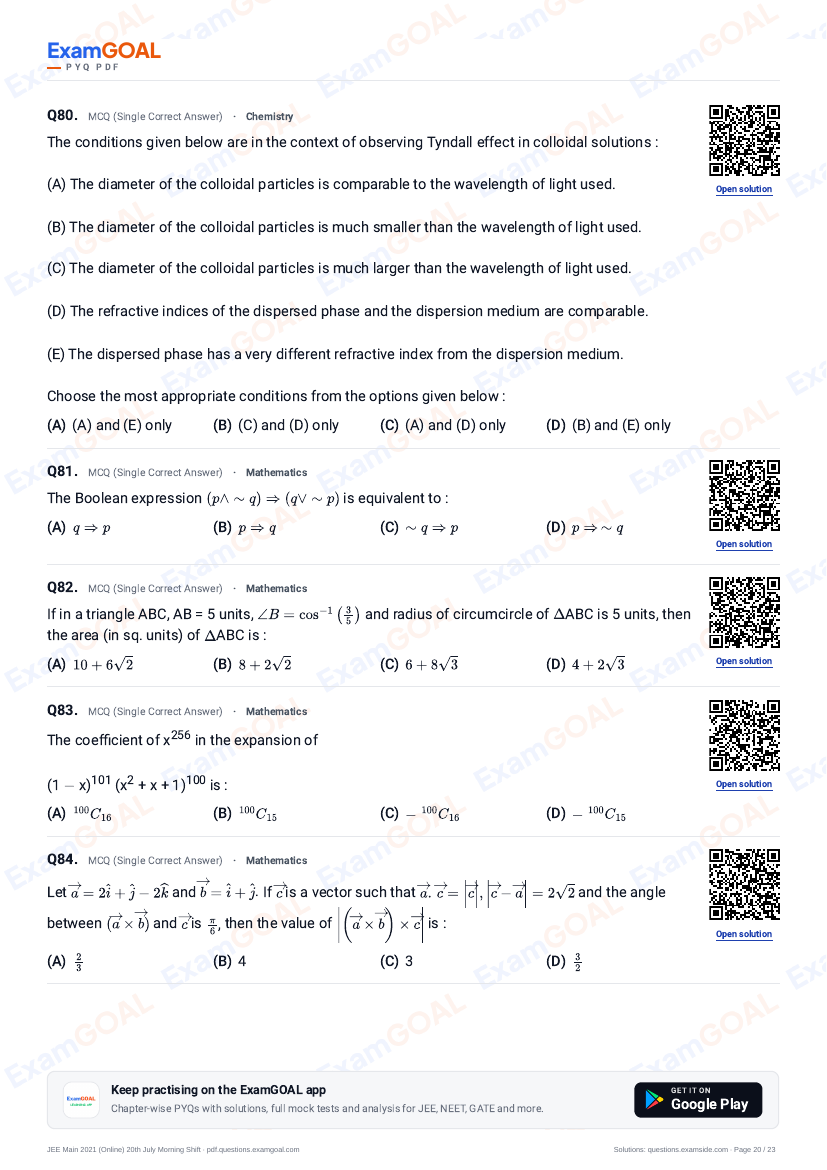 ExamGOAL
PYQ PDF
Q80. MCQ (Single Correct Answer) · Chemistry
The conditions given below are in the context of observing Tyndall effect in colloidal solutions :
(A) The diameter of the colloidal particles is comparable to the wavelength of light used.
Open solution
(B) The diameter of the colloidal particles is much smaller than the wavelength of light used.
(C) The diameter of the colloidal particles is much larger than the wavelength of light used.
(D) The refractive indices of the dispersed phase and the dispersion medium are comparable.
(E) The dispersed phase has a very different refractive index from the dispersion medium.
Choose the most appropriate conditions from the options given below :
(A) (A) and (E) only (B) (C) and (D) only (C) (A) and (D) only (D) (B) and (E) only
Q81. MCQ (Single Correct Answer) · Mathematics
The Boolean expression (p∧ ∼ q) ⇒ (q∨ ∼ p) is equivalent to :
(A) q ⇒ p (B) p ⇒ q (C) ∼ q ⇒ p (D) p ⇒∼ q
Open solution
Q82. MCQ (Single Correct Answer) · Mathematics
If in a triangle ABC, AB = 5 units, ∠B = cos⁻¹ (3/5) and radius of circumcircle of ΔABC is 5 units, then
the area (in sq. units) of ΔABC is :
(A) 10 + 6√2 (B) 8 + 2√2 (C) 6 + 8√3 (D) 4 + 2√3
Open solution
Q83. MCQ (Single Correct Answer) · Mathematics
The coefficient of x²⁵⁶ in the expansion of
(1 − x)¹⁰¹ (x² + x + 1)¹⁰⁰ is :
Open solution
(A) ¹⁰⁰C₁₆ (B) ¹⁰⁰C₁₅ (C) − ¹⁰⁰C₁₆ (D) − ¹⁰⁰C₁₅
Q84. MCQ (Single Correct Answer) · Mathematics
Let a⃗ = 2î + ĵ − 2k̂ and b⃗ = î + ĵ. If c⃗ is a vector such that a⃗. c⃗ = |c⃗|, |c⃗ − a⃗| = 2√2 and the angle
between (a⃗ × b⃗) and c⃗ is π/6, then the value of |(a⃗ × b⃗) × c⃗| is :
Open solution
(A) 2/3 (B) 4 (C) 3 (D) 3/2
Keep practising on the ExamGOAL app
Chapter-wise PYQs with solutions, full mock tests and analysis for JEE, NEET, GATE and more.
GET IT ON
Google Play
JEE Main 2021 (Online) 20th July Morning Shift · pdf.questions.examgoal.com
Solutions: questions.examside.com · Page 20 / 23